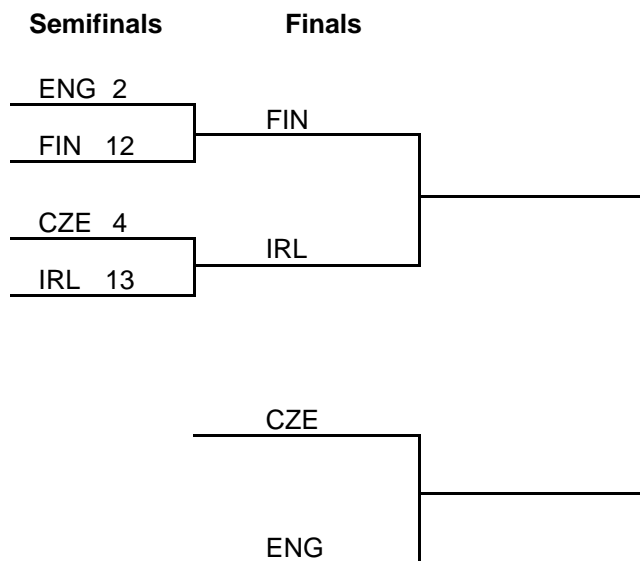 Semifinals Finals
ENG 2
FIN
FIN 12
CZE 4
IRL
IRL 13
CZE
ENG